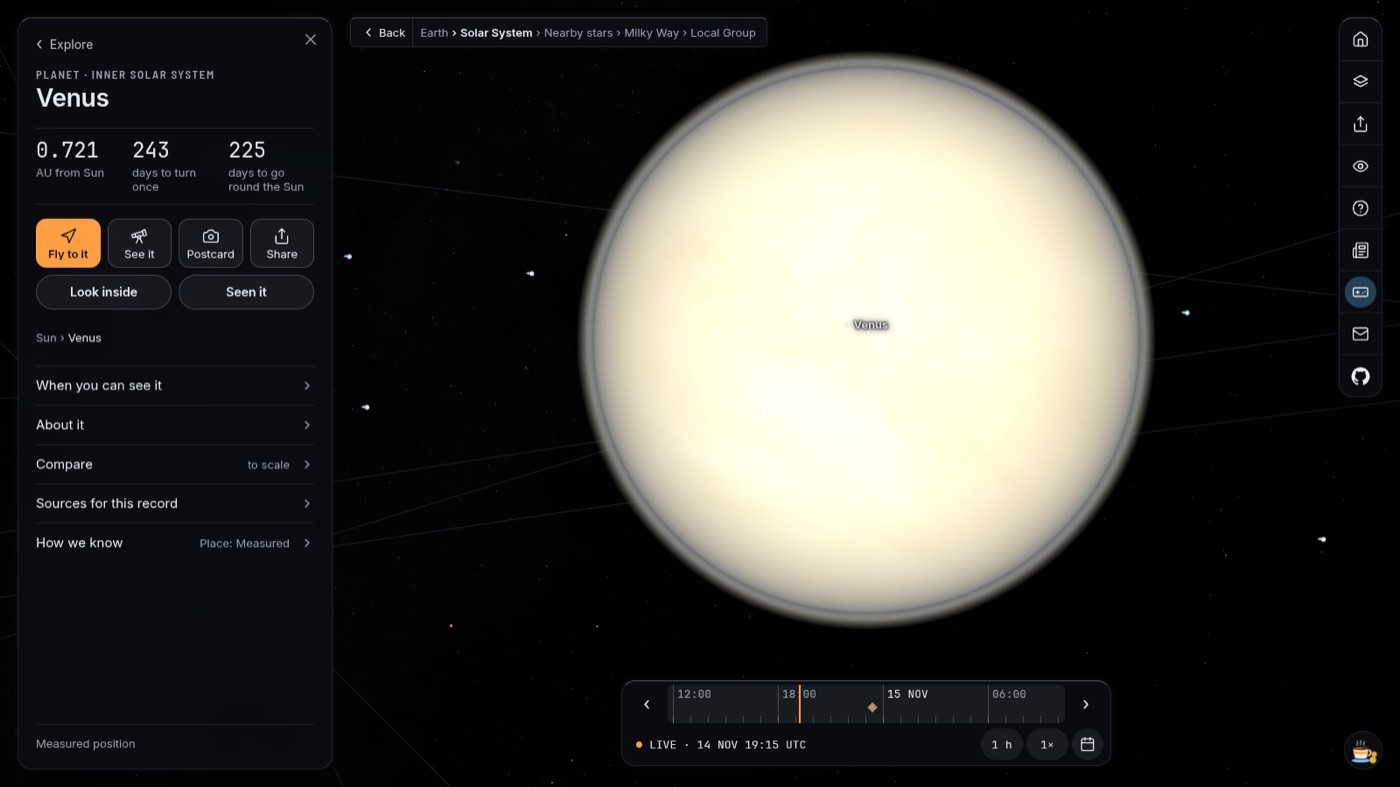 Explore
PLANET · INNER SOLAR SYSTEM
Venus
0.721
AU from Sun
243
days to turn
once
225
days to go
round the Sun
Fly to it
See it
Postcard
Share
Look inside
Seen it
Sun › Venus
When you can see it
About it
Compare to scale
Sources for this record
How we know Place: Measured
Measured position
Back
Earth › Solar System › Nearby stars › Milky Way › Local Group
Venus
12:00 18:00 15 NOV 06:00
LIVE · 14 NOV 19:15 UTC 1 h 1×